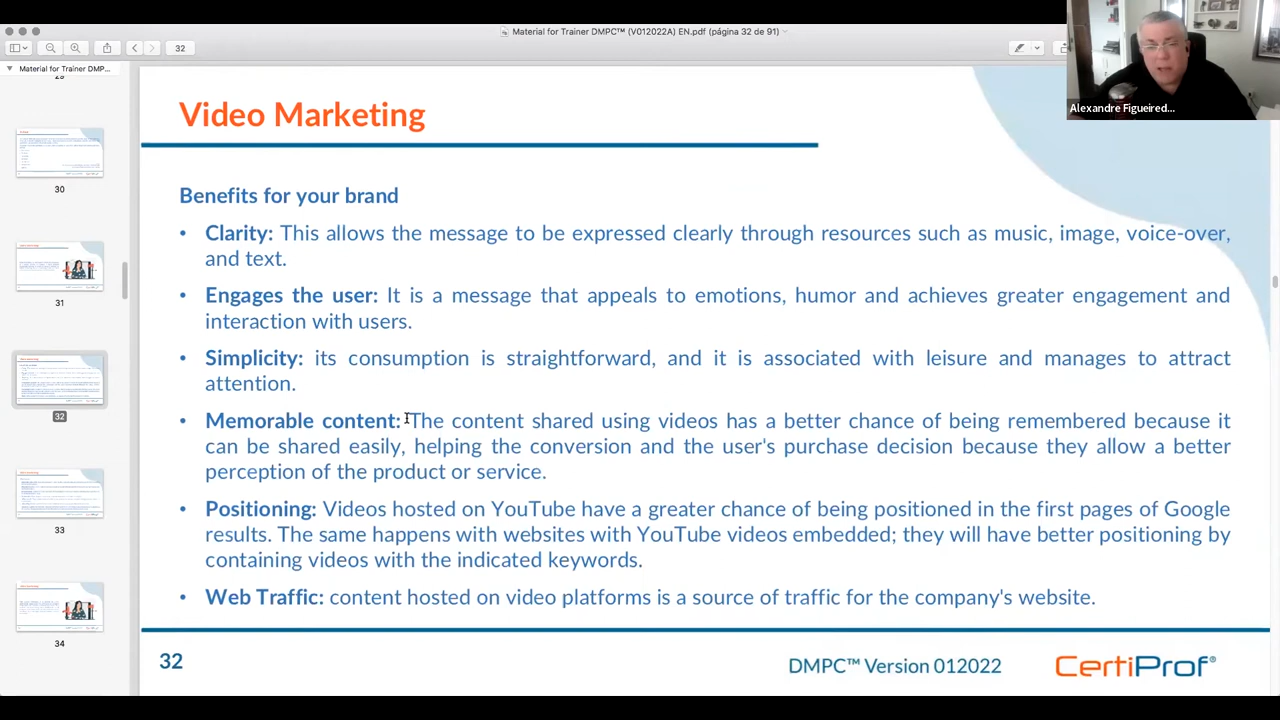 Material for Trainer DMPC™ (V012022A) EN.pdf (página 32 de 91)
32
Material for Trainer DMP...
Alexandre Figueired...
30
31
32
33
34
Video Marketing
Benefits for your brand
• Clarity: This allows the message to be expressed clearly through resources such as music, image, voice-over,
and text.
• Engages the user: It is a message that appeals to emotions, humor and achieves greater engagement and
interaction with users.
• Simplicity: its consumption is straightforward, and it is associated with leisure and manages to attract
attention.
• Memorable content: The content shared using videos has a better chance of being remembered because it
can be shared easily, helping the conversion and the user's purchase decision because they allow a better
perception of the product or service.
• Positioning: Videos hosted on YouTube have a greater chance of being positioned in the first pages of Google
results. The same happens with websites with YouTube videos embedded; they will have better positioning by
containing videos with the indicated keywords.
• Web Traffic: content hosted on video platforms is a source of traffic for the company's website.
32
DMPC™ Version 012022
CertiProf®